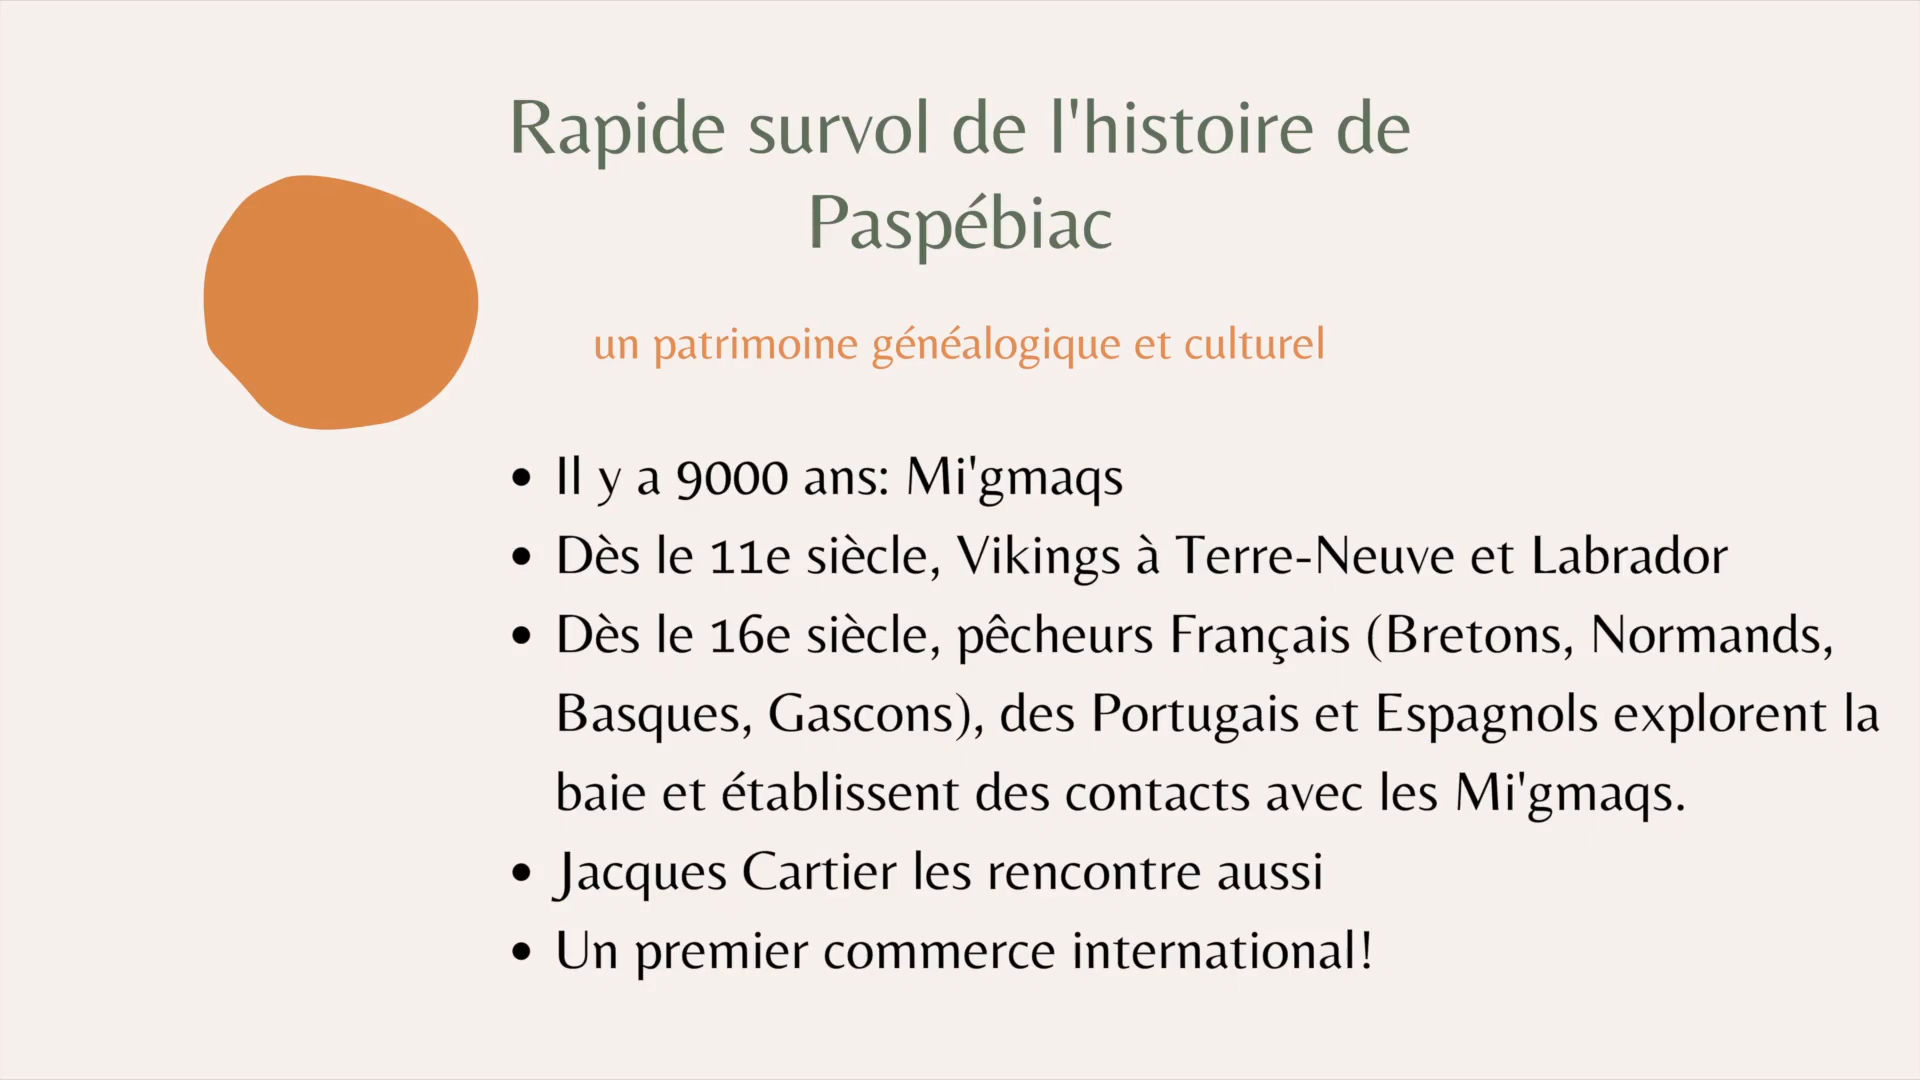 Rapide survol de l'histoire de
Paspébiac
un patrimoine généalogique et culturel
• Il y a 9000 ans: Mi'gmaqs
• Dès le 11e siècle, Vikings à Terre-Neuve et Labrador
• Dès le 16e siècle, pêcheurs Français (Bretons, Normands,
Basques, Gascons), des Portugais et Espagnols explorent la
baie et établissent des contacts avec les Mi'gmaqs.
• Jacques Cartier les rencontre aussi
• Un premier commerce international!